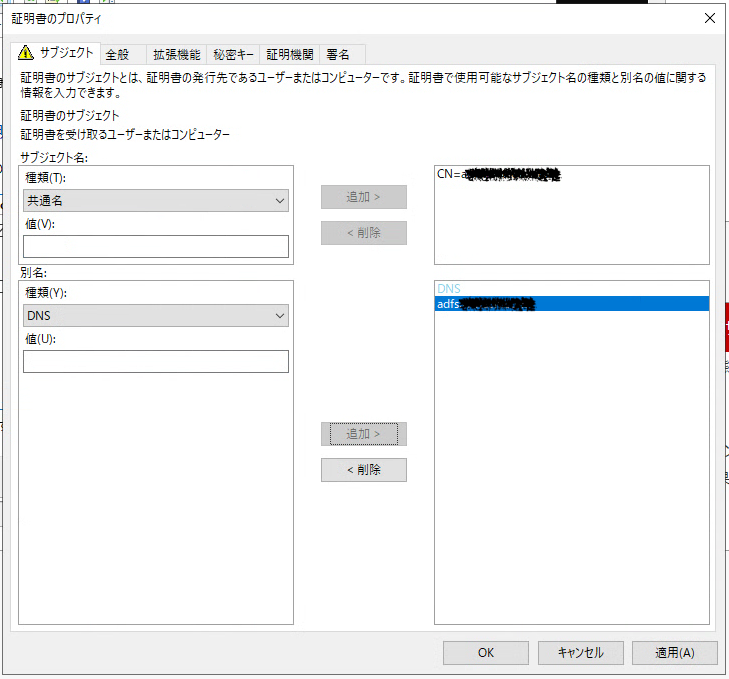 証明書のプロパティ
サブジェクト 全般 拡張機能 秘密キー 証明機関 署名
証明書のサブジェクトとは、証明書の発行先であるユーザーまたはコンピューターです。証明書で使用可能なサブジェクト名の種類と別名の値に関する
情報を入力できます。
証明書のサブジェクト
証明書を受け取るユーザーまたはコンピューター
サブジェクト名:
種類(T):
共通名
値(V):
追加 >
< 削除
CN=a
別名:
種類(Y):
DNS
値(U):
追加 >
< 削除
DNS
adfs
OK キャンセル 適用(A)